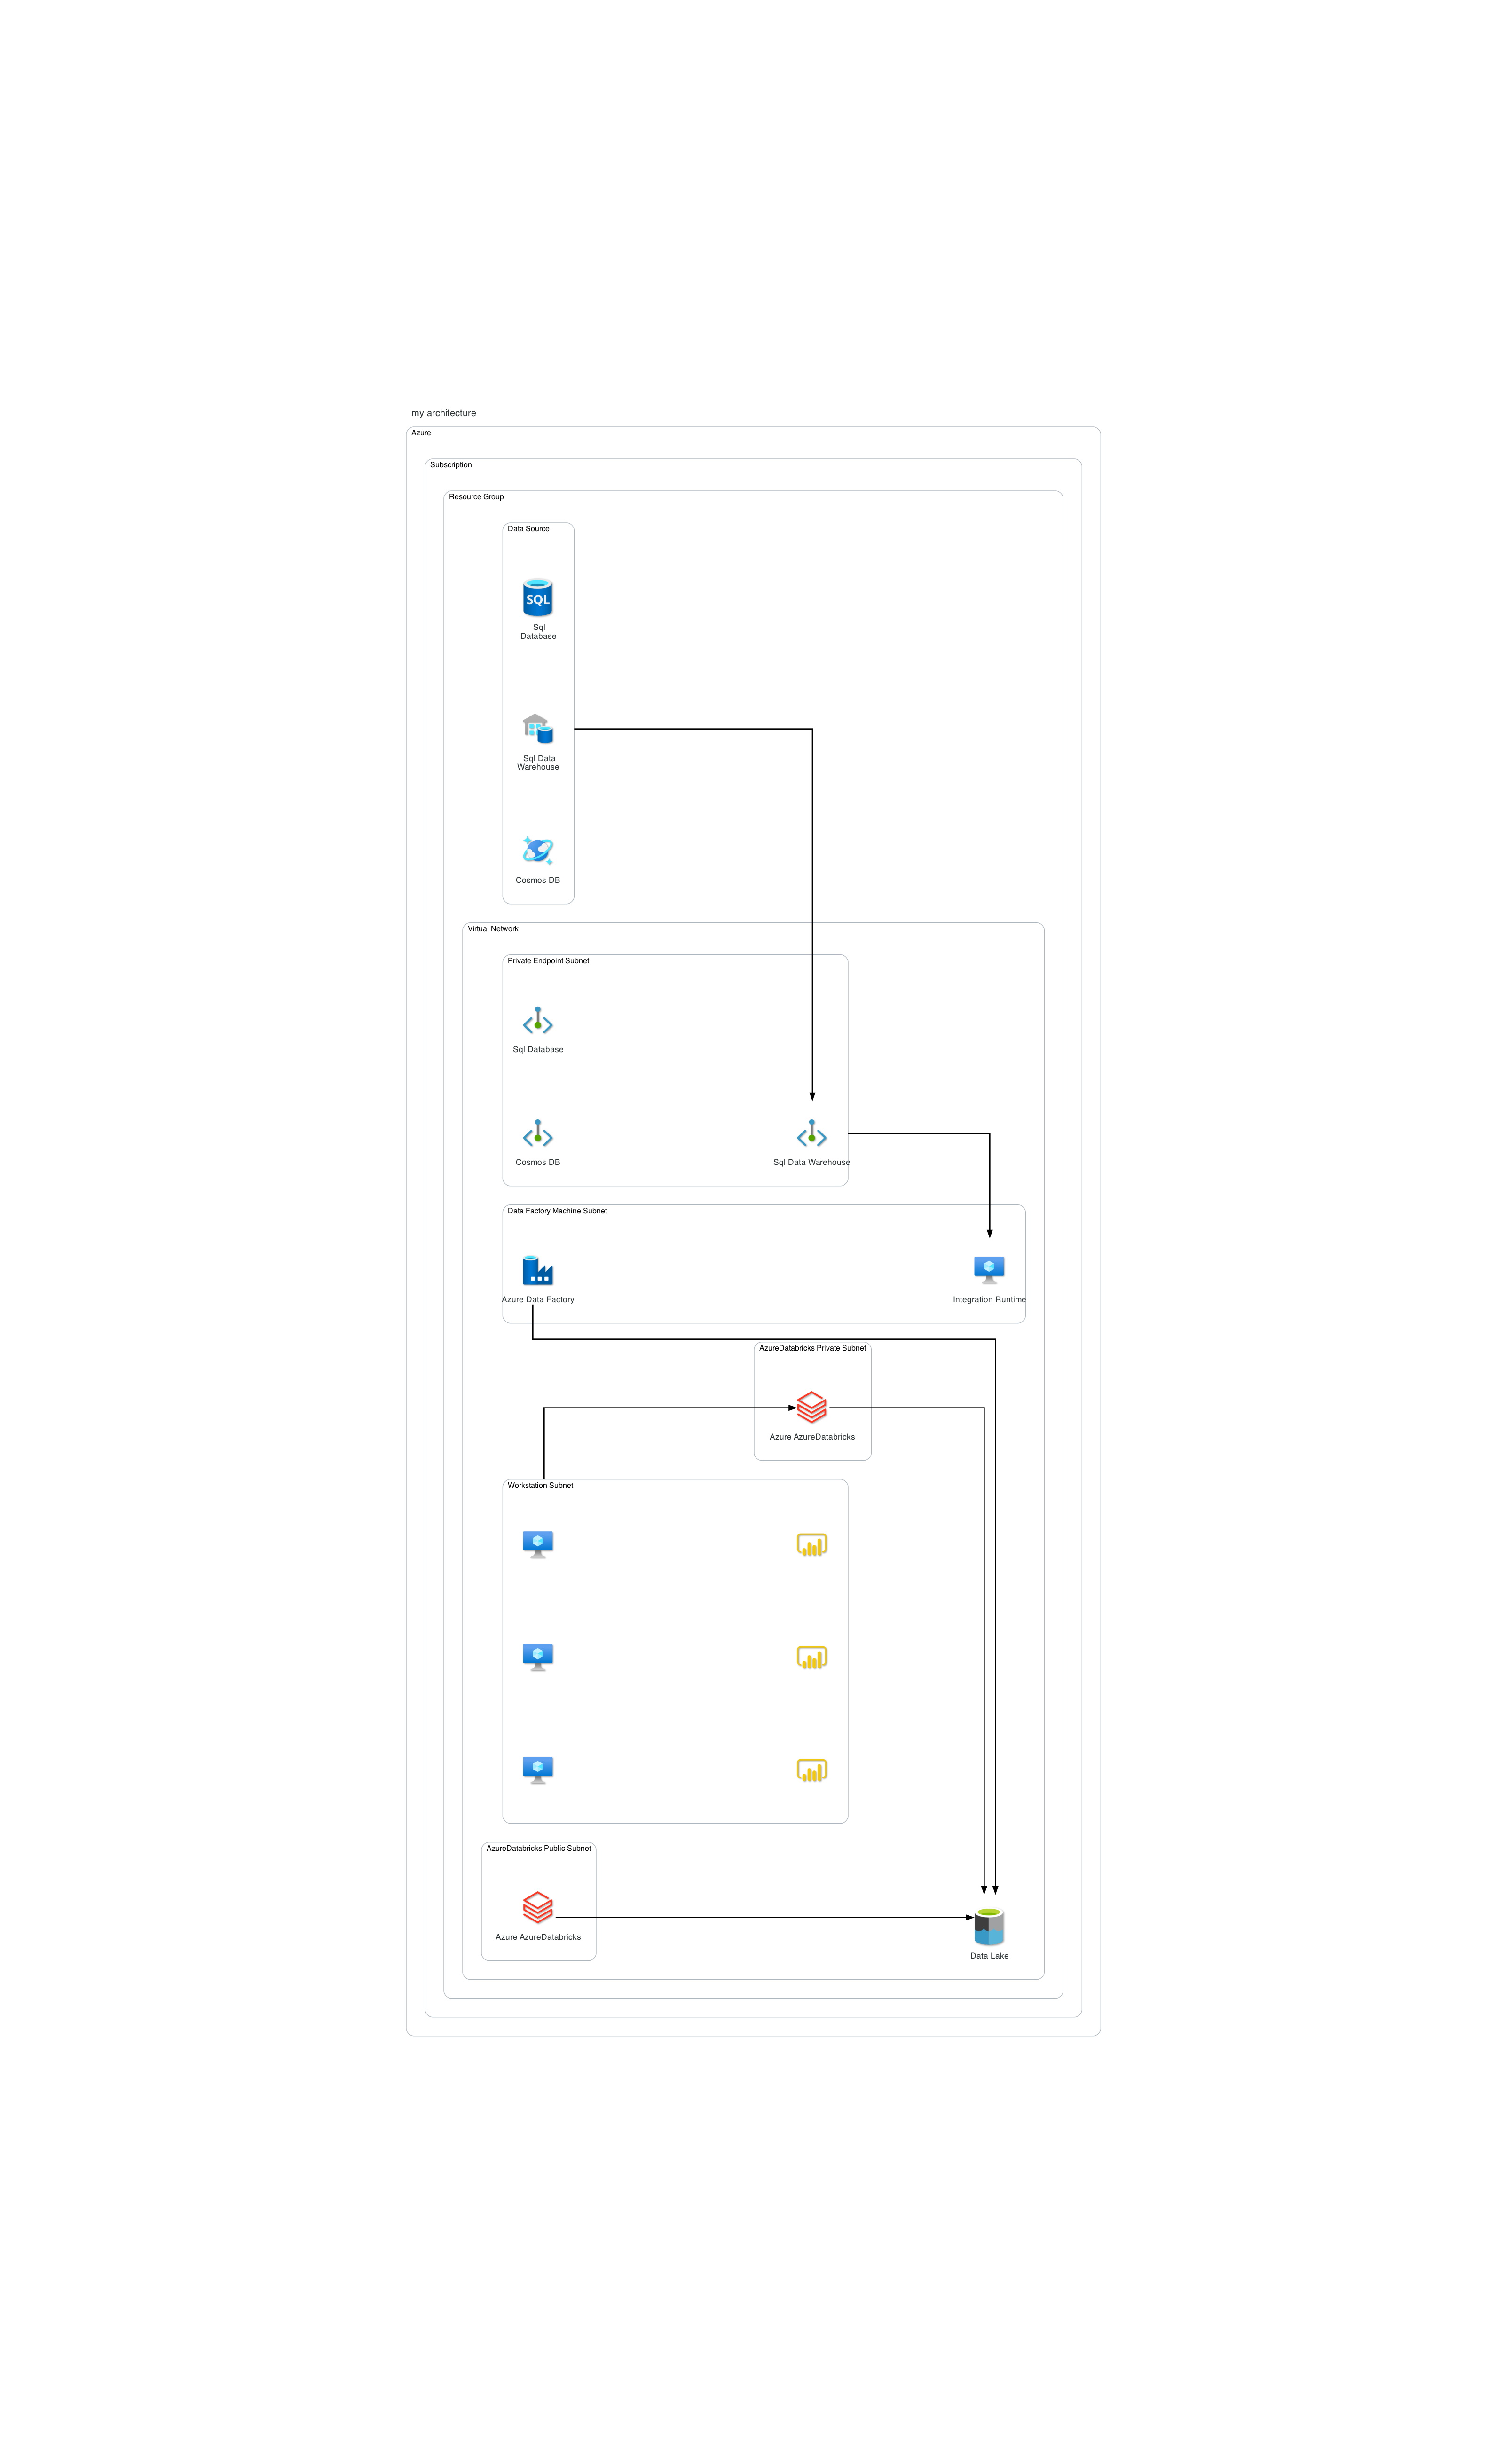 my architecture
Azure
Subscription
Resource Group
Data Source
SQL
Sql
Database
Sql Data
Warehouse
Cosmos DB
Virtual Network
Private Endpoint Subnet
Sql Database
Cosmos DB
Sql Data Warehouse
Data Factory Machine Subnet
Azure Data Factory
Integration Runtime
AzureDatabricks Private Subnet
Azure AzureDatabricks
Workstation Subnet
AzureDatabricks Public Subnet
Azure AzureDatabricks
Data Lake